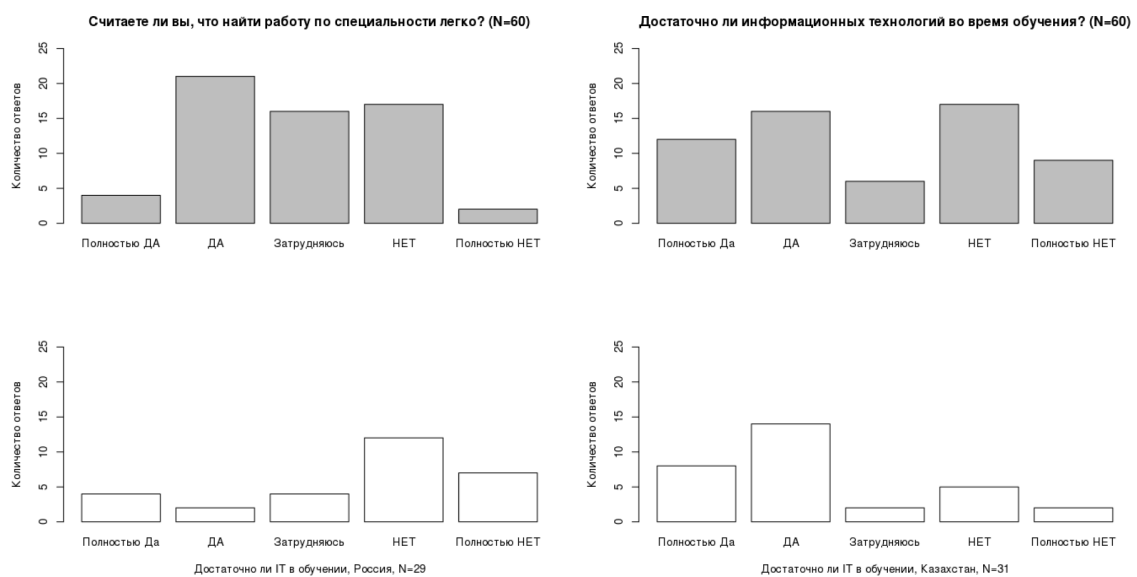 Считаете ли вы, что найти работу по специальности легко? (N=60)
Количество ответов
25
20
15
10
5
0
Полностью ДА ДА Затрудняюсь НЕТ Полностью НЕТ
Достаточно ли информационных технологий во время обучения? (N=60)
Количество ответов
25
20
15
10
5
0
Полностью Да ДА Затрудняюсь НЕТ Полностью НЕТ
Количество ответов
25
20
15
10
5
0
Полностью Да ДА Затрудняюсь НЕТ Полностью НЕТ
Достаточно ли IT в обучении, Россия, N=29
Количество ответов
25
20
15
10
5
0
Полностью Да ДА Затрудняюсь НЕТ Полностью НЕТ
Достаточно ли IT в обучении, Казахстан, N=31